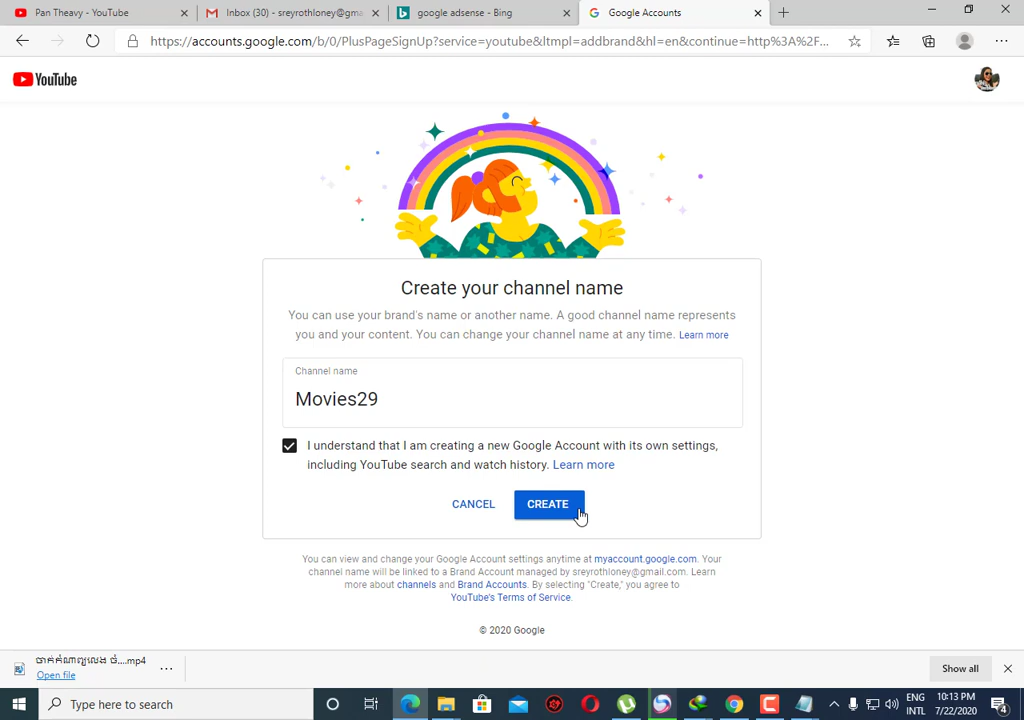 Pan Theavy - YouTube
Inbox (30) - sreyrothloney@gma
google adsense - Bing
Google Accounts
https://accounts.google.com/b/0/PlusPageSignUp?service=youtube&ltmpl=addbrand&hl=en&continue=http%3A%2F...
YouTube
Create your channel name
You can use your brand's name or another name. A good channel name represents
you and your content. You can change your channel name at any time. Learn more
Channel name
Movies29
I understand that I am creating a new Google Account with its own settings,
including YouTube search and watch history. Learn more
CANCEL
CREATE
You can view and change your Google Account settings anytime at myaccount.google.com. Your
channel name will be linked to a Brand Account managed by sreyrothloney@gmail.com. Learn
more about channels and Brand Accounts. By selecting "Create," you agree to
YouTube's Terms of Service.
© 2020 Google
....mp4
Open file
Show all
Type here to search
ENG
INTL
10:13 PM
7/22/2020
4